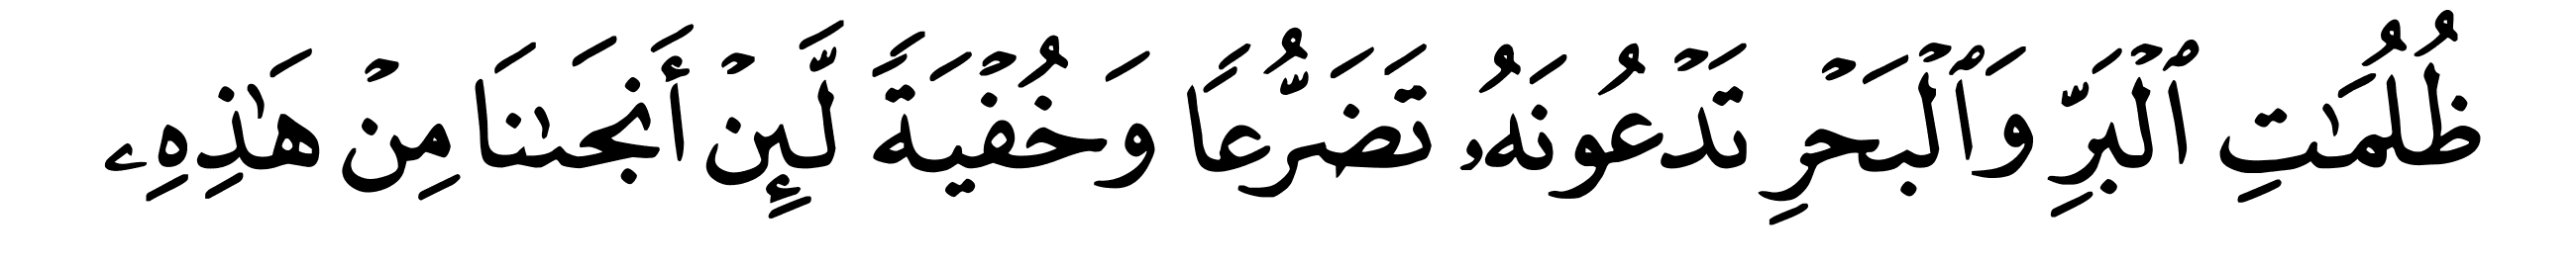 ظُلُمَٰتِ ٱلْبَرِّ وَٱلْبَحْرِ تَدْعُونَهُۥ تَضَرُّعًا وَخُفْيَةً لَّئِنْ أَنجَىٰنَا مِنْ هَٰذِهِۦ